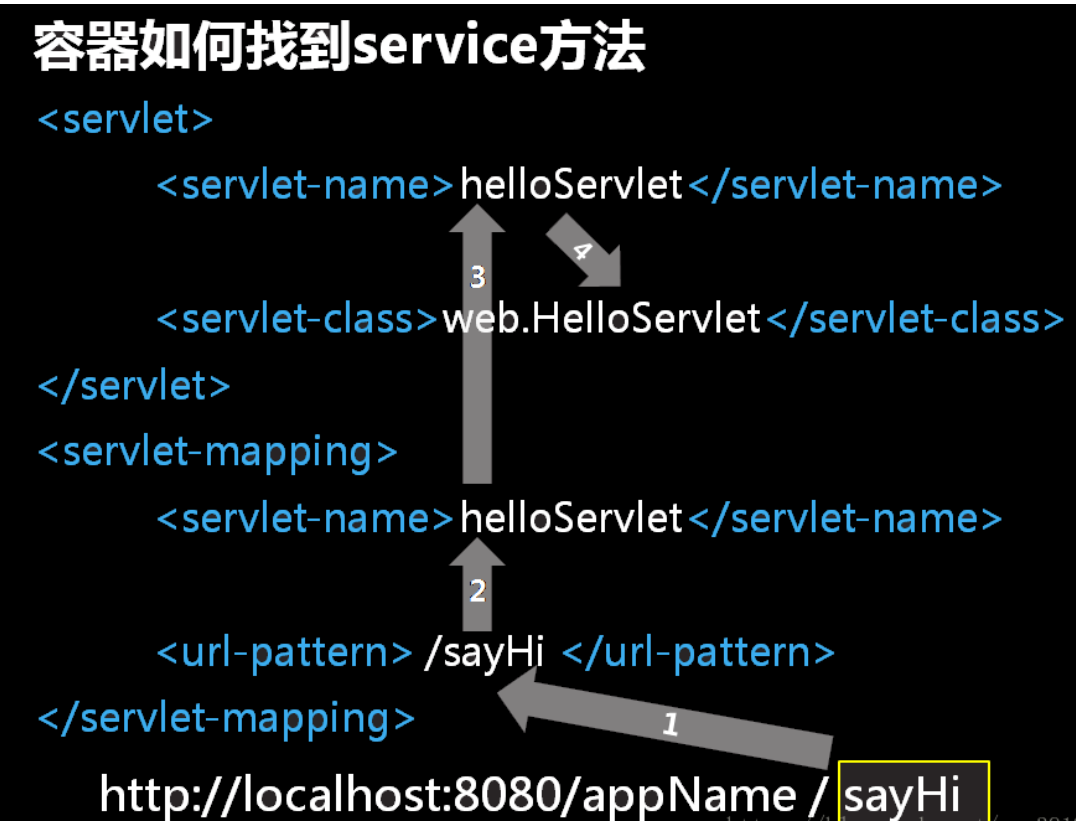 容器如何找到service方法
<servlet>
<servlet-name>helloServlet</servlet-name>
3
4
<servlet-class>web.HelloServlet</servlet-class>
</servlet>
<servlet-mapping>
<servlet-name>helloServlet</servlet-name>
2
<url-pattern> /sayHi </url-pattern>
</servlet-mapping>
1
http://localhost:8080/appName / sayHi